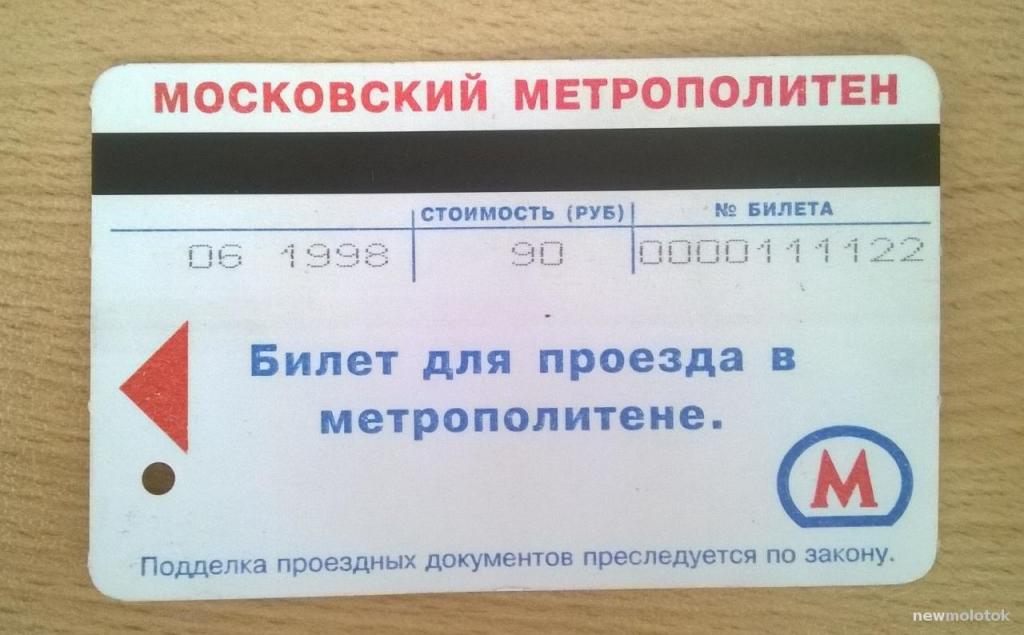 МОСКОВСКИЙ МЕТРОПОЛИТЕН
СТОИМОСТЬ (РУБ) № БИЛЕТА
06 1998 90 0000111122
Билет для проезда в
метрополитене.
М
Подделка проездных документов преследуется по закону.
newmolotok